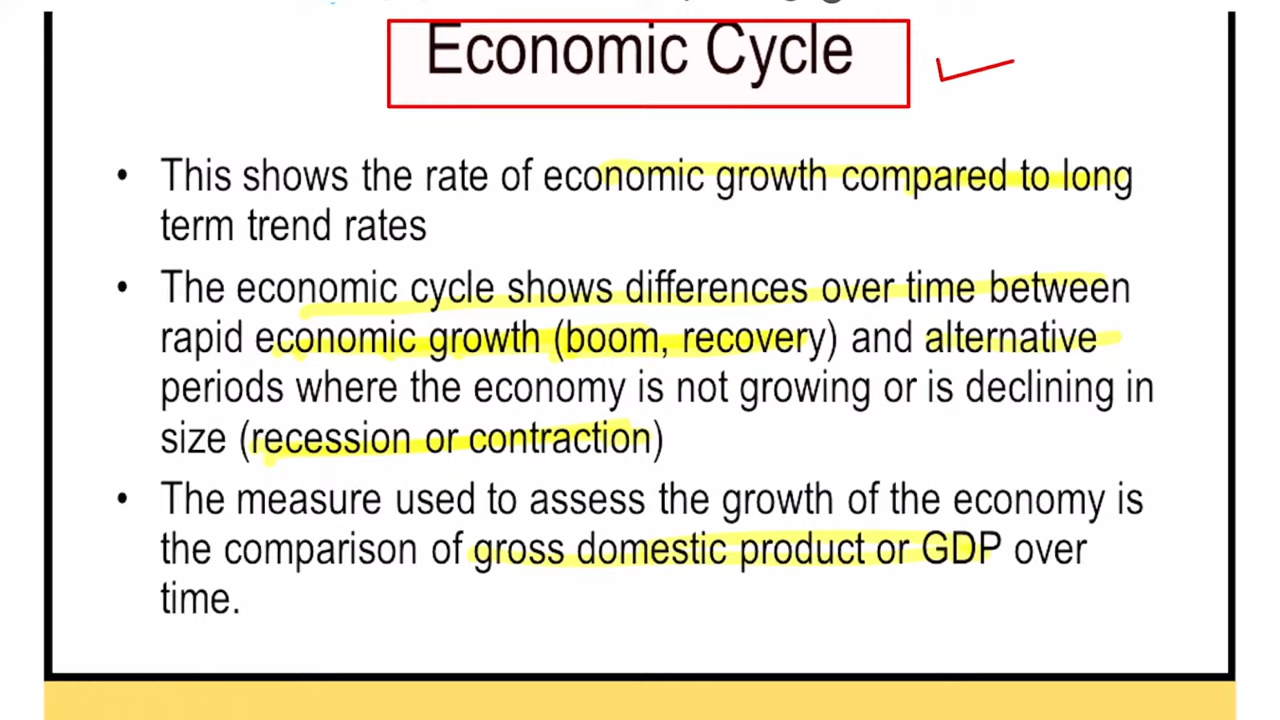 Economic Cycle
• This shows the rate of economic growth compared to long
term trend rates
• The economic cycle shows differences over time between
rapid economic growth (boom, recovery) and alternative
periods where the economy is not growing or is declining in
size (recession or contraction)
• The measure used to assess the growth of the economy is
the comparison of gross domestic product or GDP over
time.